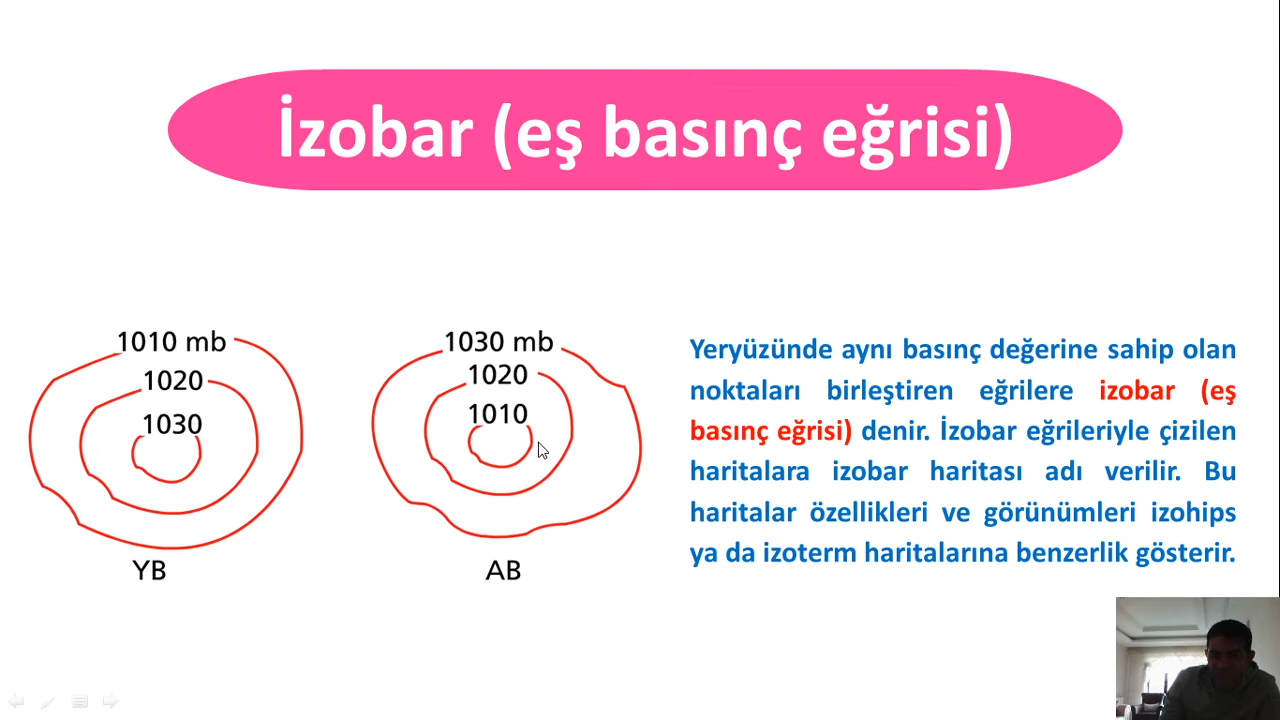 İzobar (eş basınç eğrisi)
1010 mb
1020
1030
YB
1030 mb
1020
1010
AB
Yeryüzünde aynı basınç değerine sahip olan
noktaları birleştiren eğrilere izobar (eş
basınç eğrisi) denir. İzobar eğrileriyle çizilen
haritalara izobar haritası adı verilir. Bu
haritalar özellikleri ve görünümleri izohips
ya da izoterm haritalarına benzerlik gösterir.